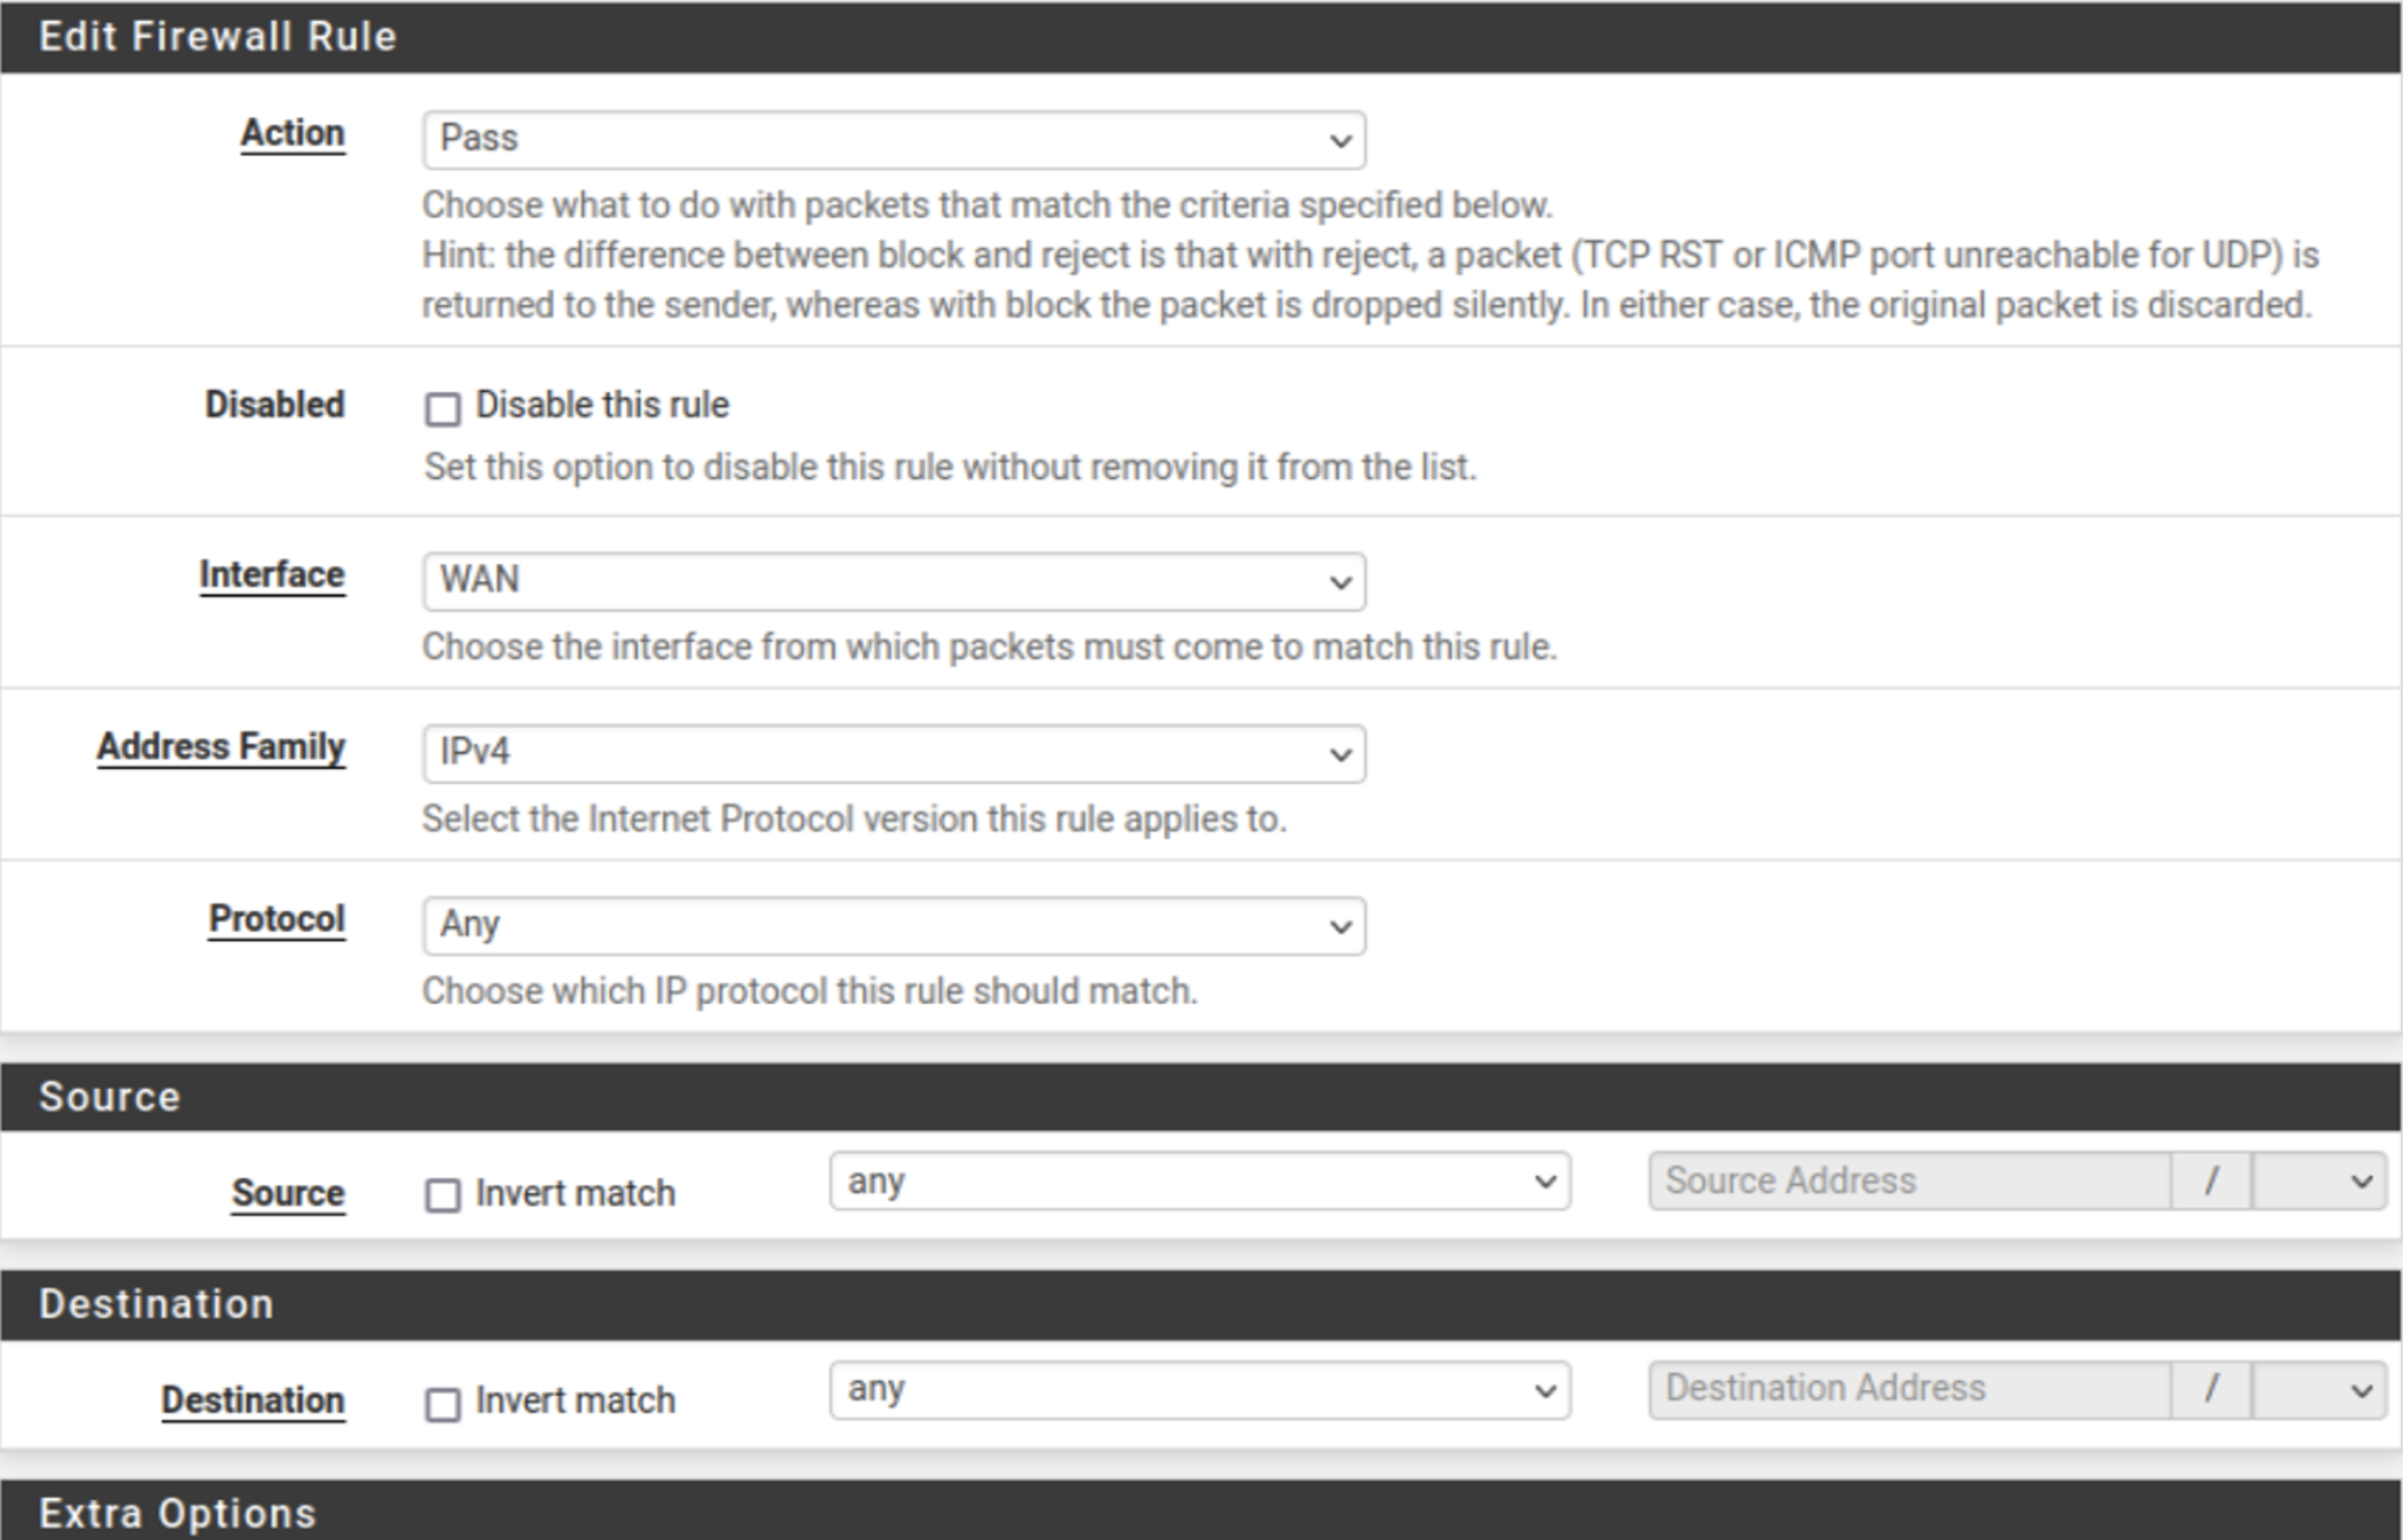 Edit Firewall Rule
Action Pass
Choose what to do with packets that match the criteria specified below.
Hint: the difference between block and reject is that with reject, a packet (TCP RST or ICMP port unreachable for UDP) is
returned to the sender, whereas with block the packet is dropped silently. In either case, the original packet is discarded.
Disabled Disable this rule
Set this option to disable this rule without removing it from the list.
Interface WAN
Choose the interface from which packets must come to match this rule.
Address Family IPv4
Select the Internet Protocol version this rule applies to.
Protocol Any
Choose which IP protocol this rule should match.
Source
Source Invert match any Source Address /
Destination
Destination Invert match any Destination Address /
Extra Options